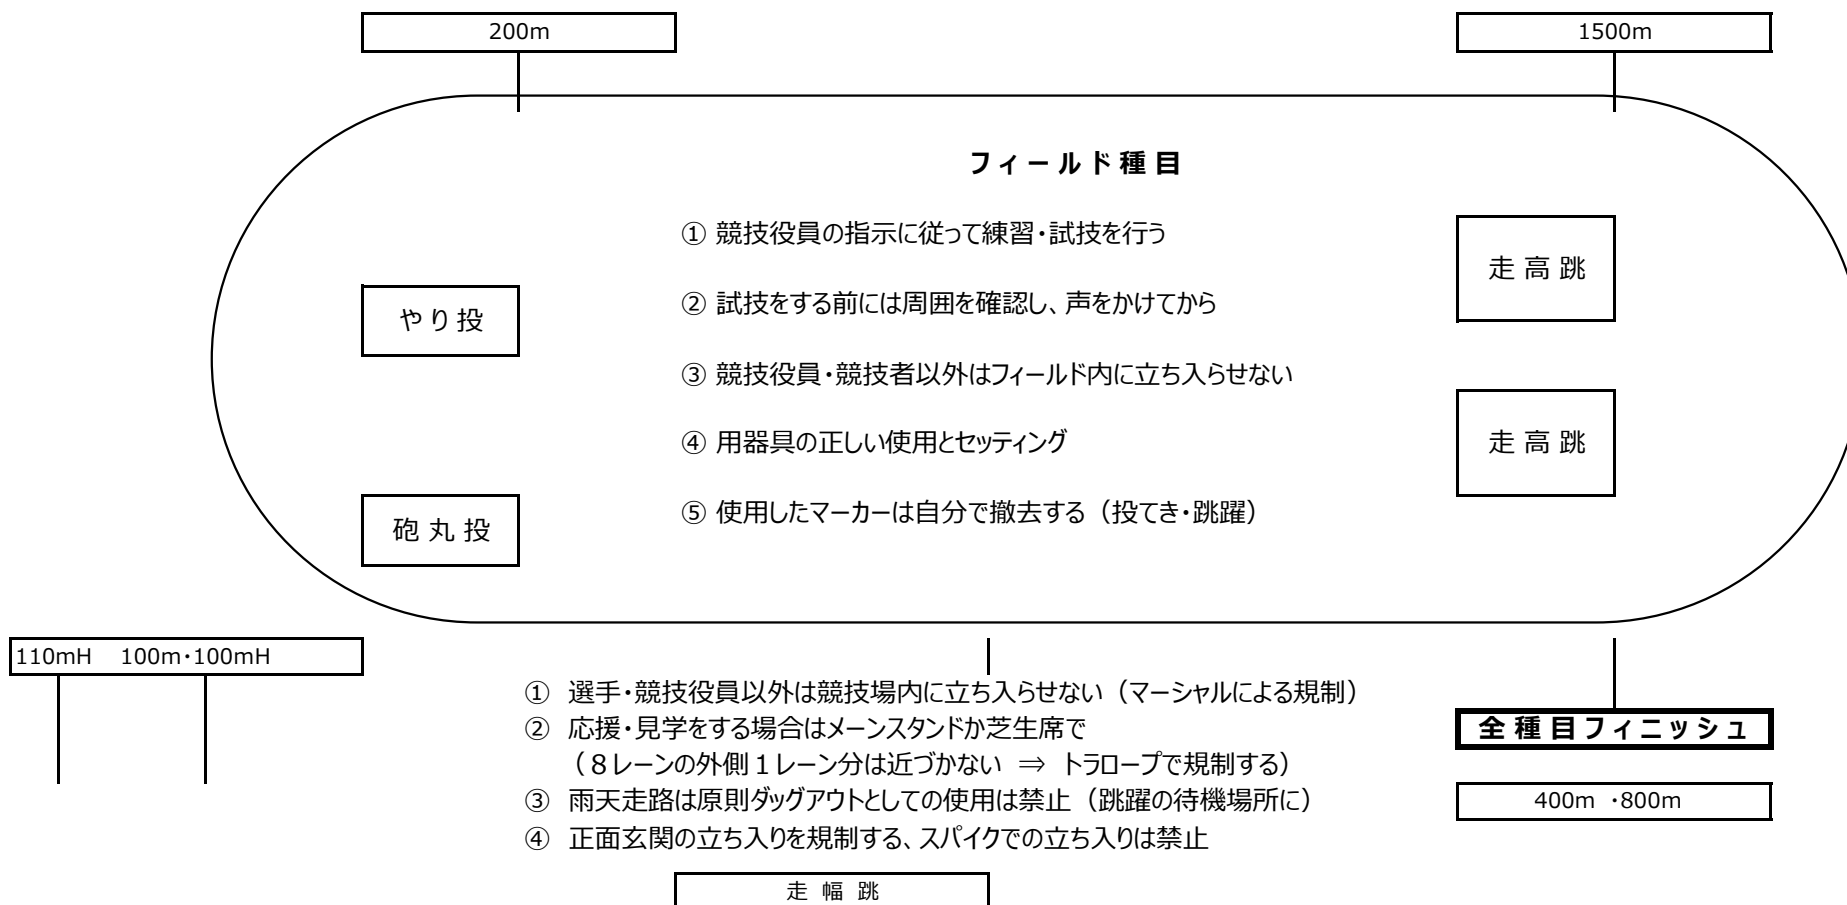 200m
1500m
フィールド種目
① 競技役員の指示に従って練習・試技を行う
走高跳
② 試技をする前には周囲を確認し、声をかけてから
やり投
③ 競技役員・競技者以外はフィールド内に立ち入らせない
④ 用器具の正しい使用とセッティング
走高跳
⑤ 使用したマーカーは自分で撤去する（投てき・跳躍）
砲丸投
110mH 100m・100mH
① 選手・競技役員以外は競技場内に立ち入らせない（マーシャルによる規制）
② 応援・見学をする場合はメーンスタンドか芝生席で
（８レーンの外側１レーン分は近づかない ⇒ トラロープで規制する）
③ 雨天走路は原則ダッグアウトとしての使用は禁止（跳躍の待機場所に）
④ 正面玄関の立ち入りを規制する、スパイクでの立ち入りは禁止
全種目フィニッシュ
400m ・800m
走幅跳